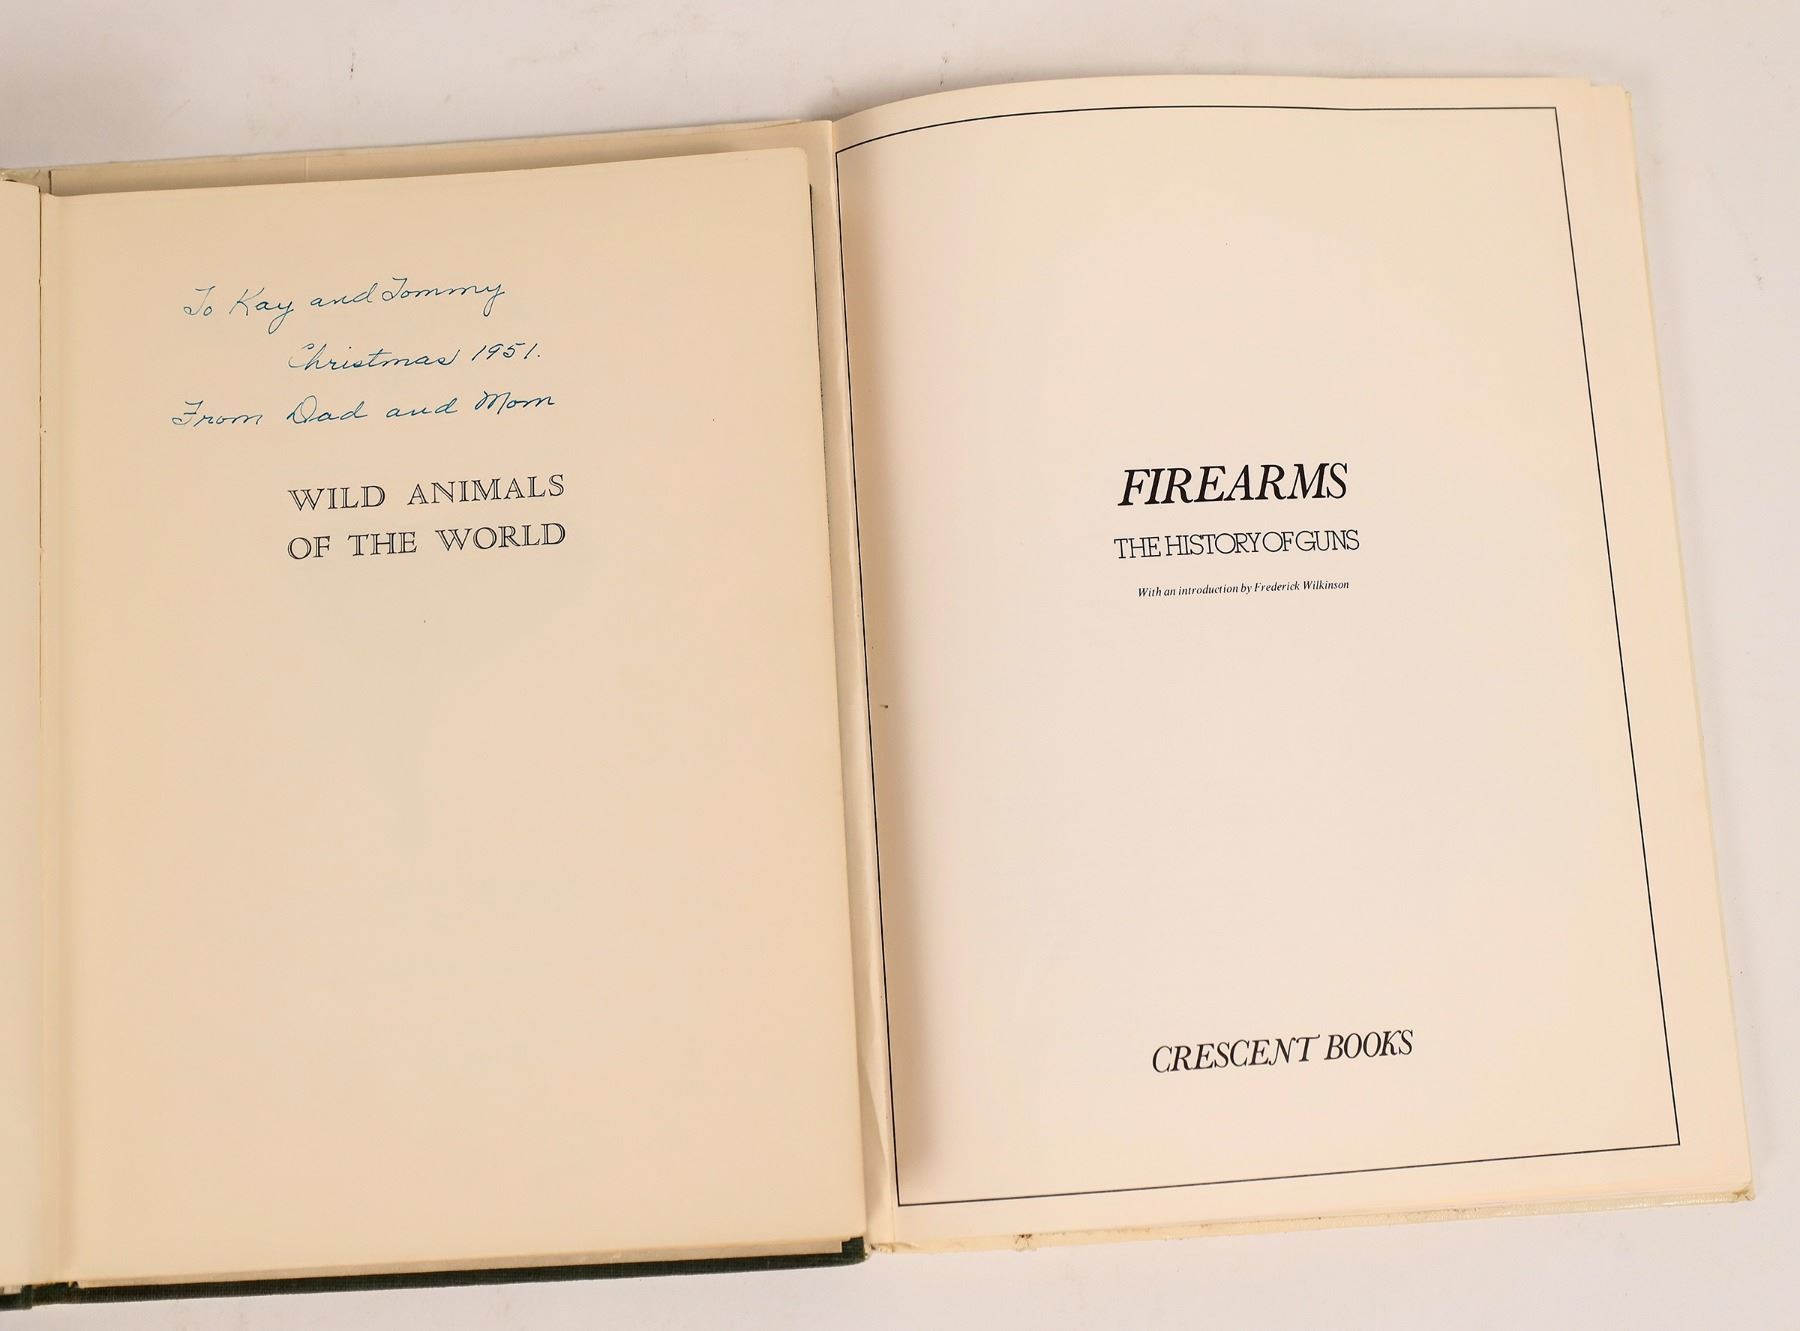 To Kay and Tommy
Christmas 1951.
From Dad and Mom
WILD ANIMALS
OF THE WORLD
FIREARMS
THE HISTORY OF GUNS
With an introduction by Frederick Wilkinson
CRESCENT BOOKS